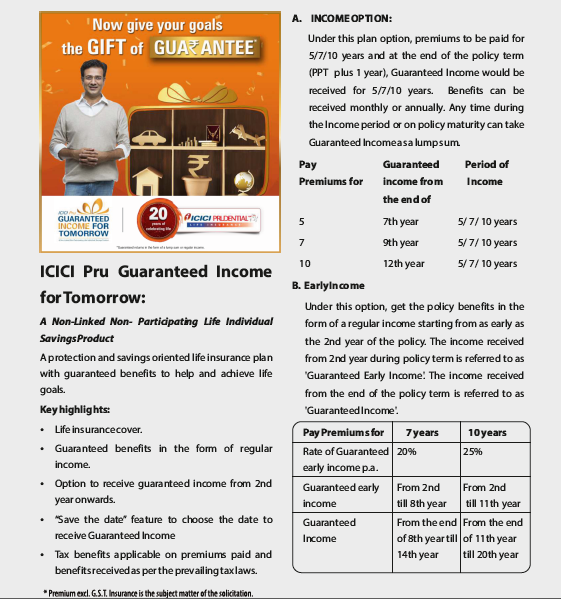 Now give your goals
the GIFT of GUA₹ANTEE*
ICICI Pru
GUARANTEED
INCOME FOR
TOMORROW
20
years of
celebrating life
ICICI PRUDENTIAL
LIFE INSURANCE
*Guaranteed income in the form of a lump sum or regular income.
ICICI Pru Guaranteed Income
for Tomorrow:
A Non-Linked Non- Participating Life Individual
Savings Product
A protection and savings oriented life insurance plan
with guaranteed benefits to help and achieve life
goals.
Key highlights:
• Life insurance cover.
• Guaranteed benefits in the form of regular
income.
• Option to receive guaranteed income from 2nd
year onwards.
• “Save the date” feature to choose the date to
receive Guaranteed Income
• Tax benefits applicable on premiums paid and
benefits received as per the prevailing tax laws.
* Premium excl. G.S.T. Insurance is the subject matter of the solicitation.
A. INCOME OPTION:
Under this plan option, premiums to be paid for
5/7/10 years and at the end of the policy term
(PPT plus 1 year), Guaranteed Income would be
received for 5/7/10 years. Benefits can be
received monthly or annually. Any time during
the Income period or on policy maturity can take
Guaranteed Income as a lump sum.
Pay Guaranteed Period of
Premiums for income from Income
the end of
5 7th year 5/ 7/ 10 years
7 9th year 5/ 7/ 10 years
10 12th year 5/ 7/ 10 years
B. Early Income
Under this option, get the policy benefits in the
form of a regular income starting from as early as
the 2nd year of the policy. The income received
from 2nd year during policy term is referred to as
'Guaranteed Early Income'. The income received
from the end of the policy term is referred to as
'Guaranteed Income'.
Pay Premiums for 7 years 10 years
Rate of Guaranteed 20% 25%
early income p.a.
Guaranteed early From 2nd From 2nd
income till 8th year till 11th year
Guaranteed From the end From the end
Income of 8th year till of 11th year
14th year till 20th year